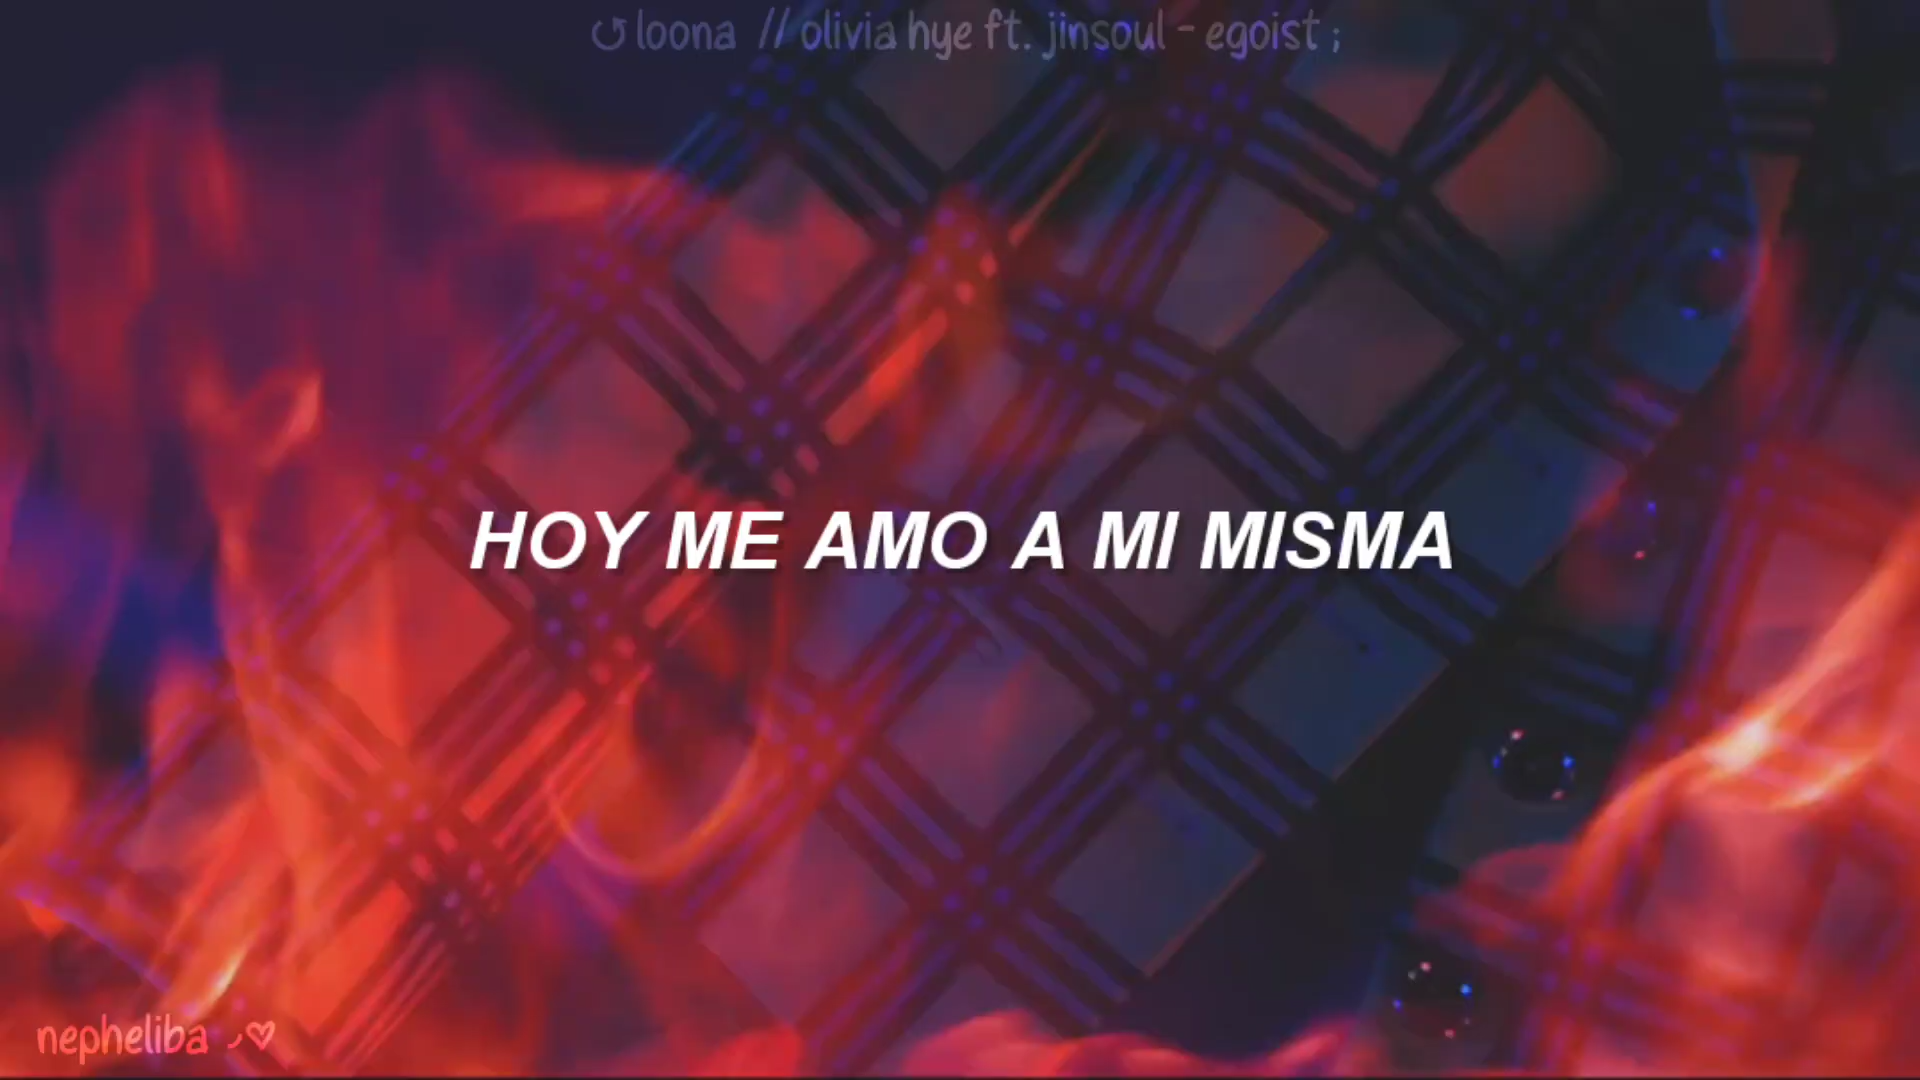 ↺ loona // olivia hye ft. jinsoul - egoist ;
HOY ME AMO A MI MISMA
nepheliba ◞♡